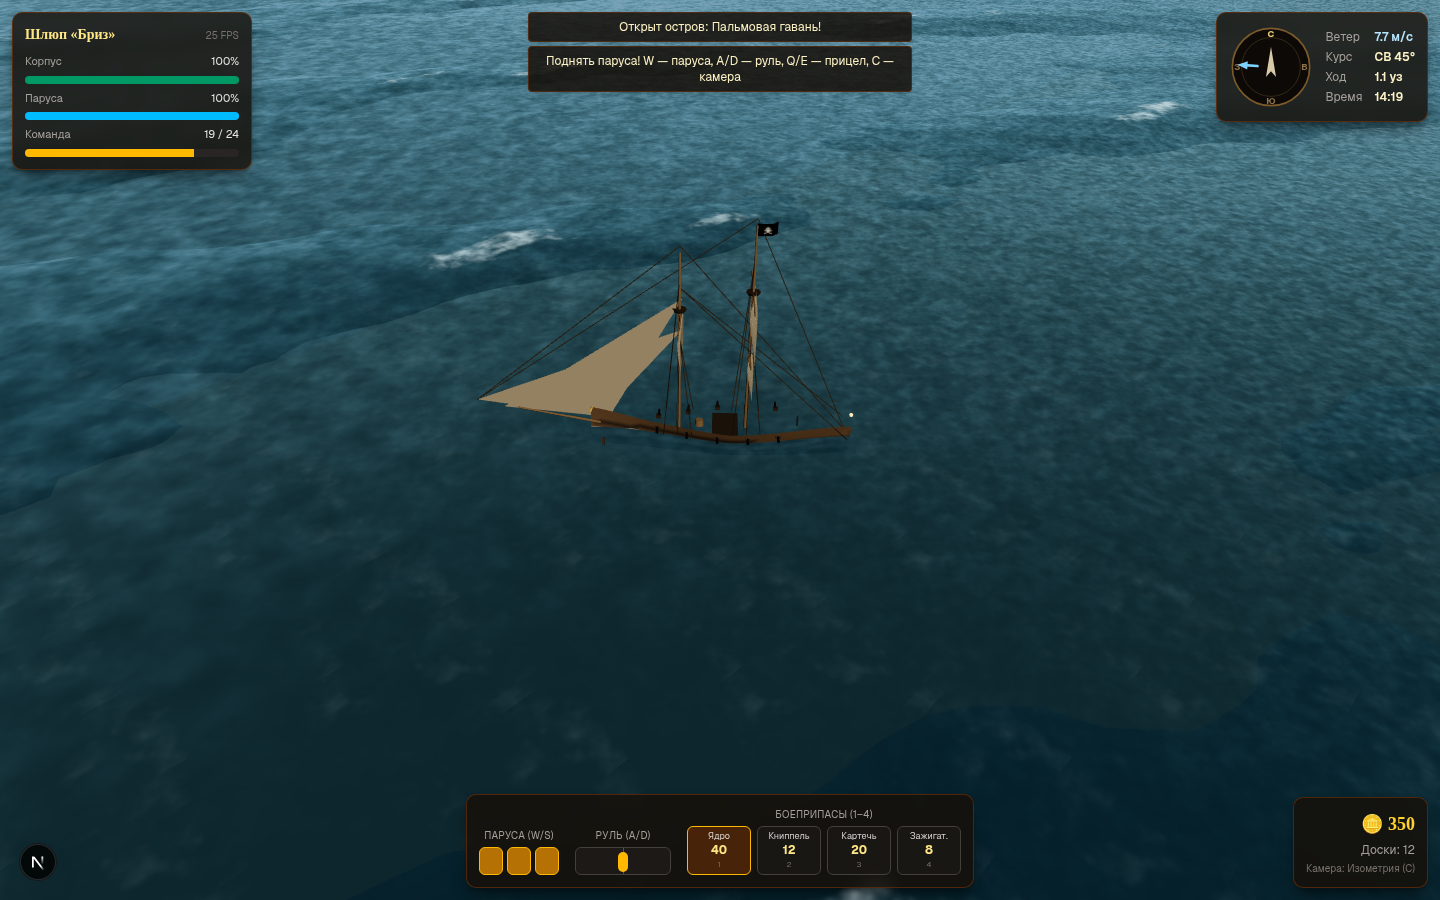 Шлюп «Бриз»
25 FPS
Корпус
100%
Паруса
100%
Команда
19 / 24
Открыт остров: Пальмовая гавань!
Поднять паруса! W — паруса, A/D — руль, Q/E — прицел, C —
камера
С
В
Ю
З
Ветер 7.7 м/с
Курс СВ 45°
Ход 1.1 уз
Время 14:19
N
ПАРУСА (W/S)
РУЛЬ (A/D)
БОЕПРИПАСЫ (1–4)
Ядро
40
1
Книппель
12
2
Картечь
20
3
Зажигат.
8
4
350
Доски: 12
Камера: Изометрия (C)